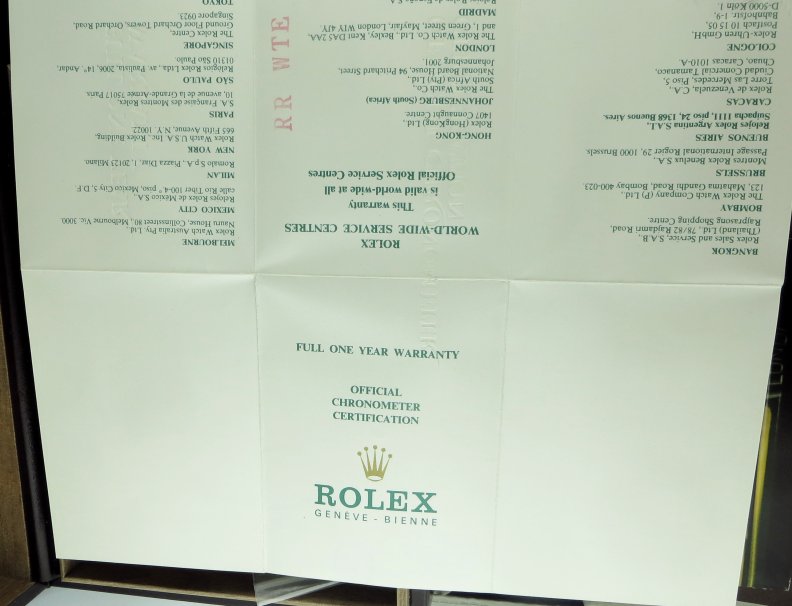 BANGKOK
Rolex Sales and Service, S.A.B.,
(Thailand) Ltd., 78/82 Rajdamri Road,
Rajprasong Shopping Centre.
BOMBAY
The Rolex Watch Company (P) Ltd.,
123, Mahatma Gandhi Road, Bombay 400-023.
BRUSSELS
Montres Rolex Benelux S.A.,
Passage International Rogier 29, 1000 Brussels
BUENOS AIRES
Relojes Rolex Argentina S.A.I.,
Suipacha 1111, piso 24, 1368 Buenos Aires.
CARACAS
Rolex de Venezuela, C.A.,
Torre Las Mercedes, Piso 5,
Ciudad Comercial Tamanaco,
Chuao, Caracas 1010-A.
COLOGNE
Rolex-Uhren GmbH,
Postfach 10 15 05,
Bahnhofstr. 1-9,
D-5000 Köln 1.
ROLEX
WORLD-WIDE SERVICE CENTRES
This warranty
is valid world-wide at all
Official Rolex Service Centres
HONG-KONG
Rolex (HongKong) Ltd.,
1407 Connaught Centre.
JOHANNESBURG (South Africa)
The Rolex Watch Co.,
South Africa (Pty) Ltd.,
National Board House, 94 Pritchard Street,
Johannesburg 2001.
LONDON
The Rolex Watch Co. Ltd., Bexley, Kent DA5 2AA,
and 1, Green Street, Mayfair, London W1Y 4JY.
MADRID
MELBOURNE
Rolex Watch Australia Pty. Ltd.,
Nauru House, Collinsstreet 80, Melbourne Vic. 3000.
MEXICO CITY
Relojes Rolex de México S.A.,
calle Rio Tiber 100-4.° piso, Mexico City 5, D.F.
MILAN
Rolexsa S.p.A., Piazza Diaz, 1, 20123 Milano.
NEW YORK
Rolex Watch U.S.A. Inc., Rolex Building,
665 Fifth Avenue, N.Y. 10022.
PARIS
S.A. Française des Montres Rolex,
10, avenue de la Grande-Armée 75017 Paris
SÃO PAULO
Relogios Rolex Ltda., av. Paulista, 2006, 14°, Andar,
01310 São Paulo.
SINGAPORE
The Rolex Centre,
Ground Floor Orchard Towers, Orchard Road,
Singapore 0923
TOKYO
RR WTE
FULL ONE YEAR WARRANTY
OFFICIAL
CHRONOMETER
CERTIFICATION
ROLEX
GENÈVE - BIENNE